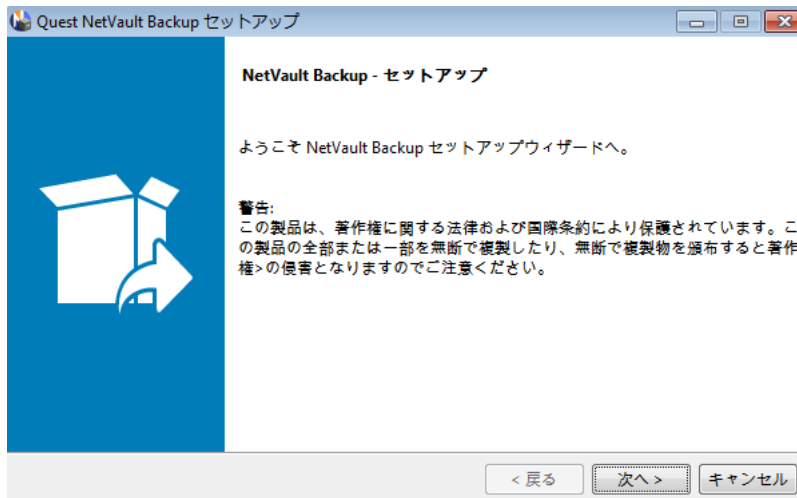 Quest NetVault Backup セットアップ
NetVault Backup - セットアップ
ようこそ NetVault Backup セットアップウィザードへ。
警告:
この製品は、著作権に関する法律および国際条約により保護されています。こ
の製品の全部または一部を無断で複製したり、無断で複製物を頒布すると著作
権>の侵害となりますのでご注意ください。
< 戻る 次へ > キャンセル